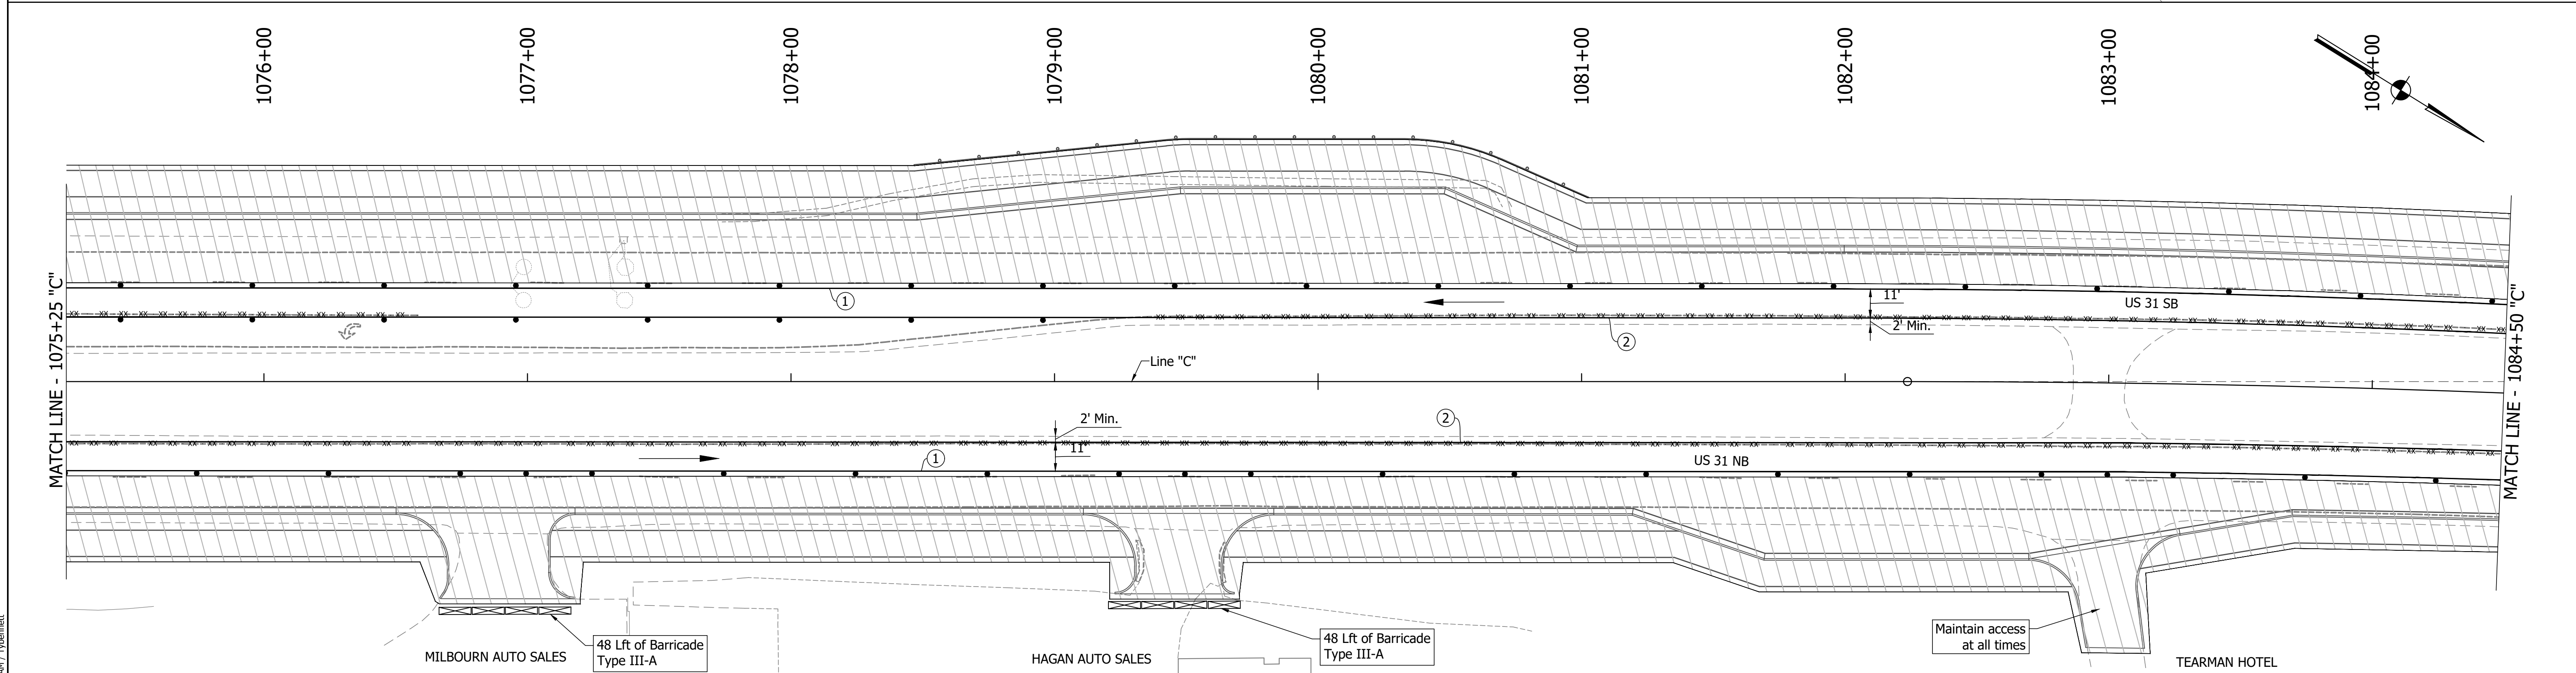 1076+00
1077+00
1078+00
1079+00
1080+00
1081+00
1082+00
1083+00
1084+00
MATCH LINE - 1075+25 "C"
1
11'
US 31 SB
2' Min.
2
Line "C"
2' Min.
2
11'
1
US 31 NB
MATCH LINE - 1084+50 "C"
48 Lft of Barricade
Type III-A
MILBOURN AUTO SALES
HAGAN AUTO SALES
48 Lft of Barricade
Type III-A
Maintain access
at all times
TEARMAN HOTEL